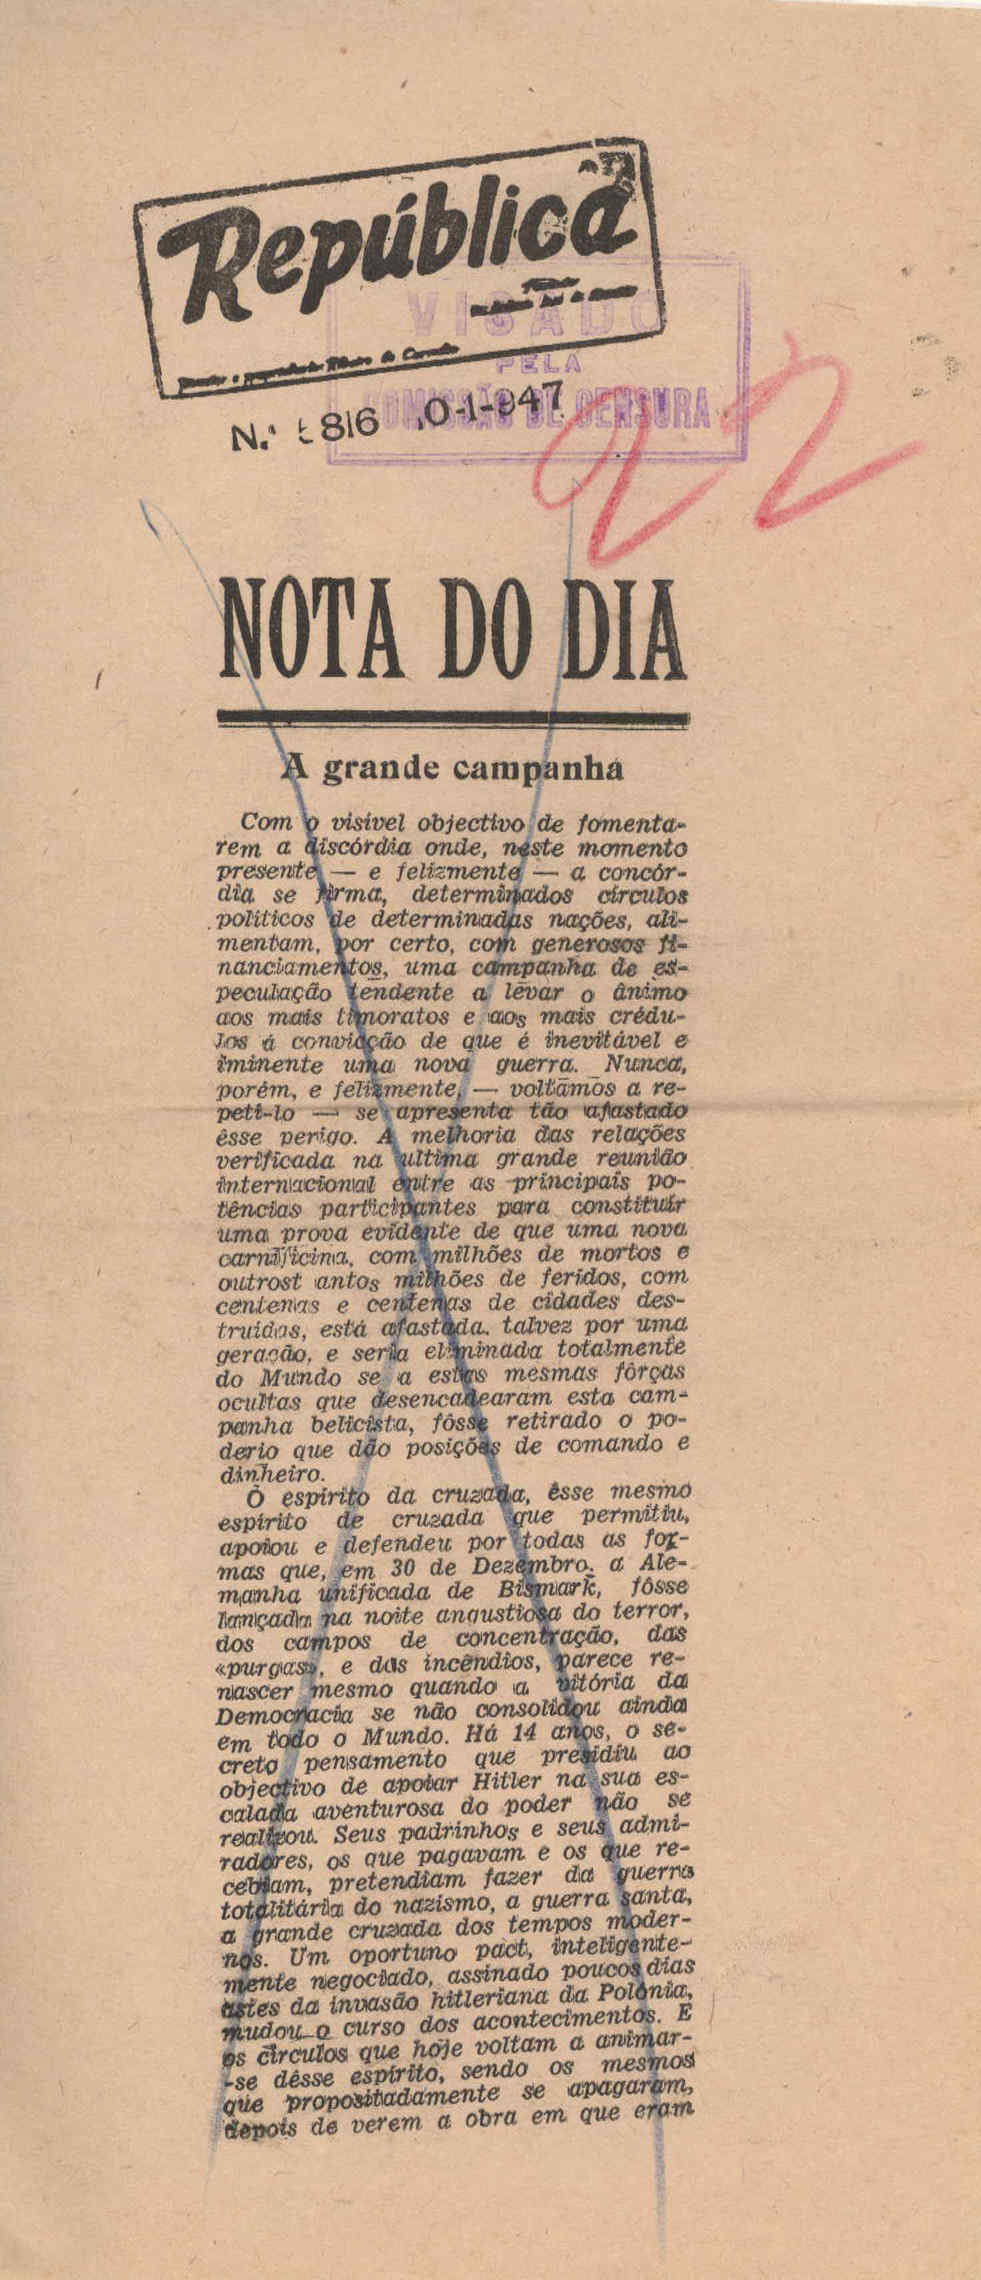 República
VISADO
PELA
COMISSÃO DE CENSURA
N.º 5816 10-1-947
22
NOTA DO DIA
A grande campanha
Com o visível objectivo de fomenta-
rem a discórdia onde, neste momento
presente — e felizmente — a concór-
dia se firma, determinados círculos
políticos de determinadas nações, ali-
mentam, por certo, com generosos fi-
nanciamentos, uma campanha de es-
peculação tendente a levar o ânimo
aos mais timoratos e aos mais crédu-
los á convicção de que é inevitável e
iminente uma nova guerra. Nunca,
porém, e felizmente, — voltamos a re-
peti-lo — se apresenta tão afastado
êsse perigo. A melhoria das relações
verificada na ultima grande reunião
internacional entre as principais po-
tências participantes para constituir
uma prova evidente de que uma nova
carnificina, com milhões de mortos e
outrost antos milhões de feridos, com
centenas e centenas de cidades des-
truidas, está afastada, talvez por uma
geração, e seria eliminada totalmente
do Mundo se a estas mesmas fôrças
ocultas que desencadearam esta cam-
panha belicista, fôsse retirado o po-
derio que dão posições de comando e
dinheiro.
O espírito da cruzada, êsse mesmo
espírito de cruzada que permitiu,
apoiou e defendeu por todas as for-
mas que, em 30 de Dezembro, a Ale-
manha unificada de Bismark, fôsse
lançada na noite angustiosa do terror,
dos campos de concentração, das
«purgas», e dos incêndios, parece re-
nascer mesmo quando a vitória da
Democracia se não consolidou ainda
em todo o Mundo. Há 14 anos, o se-
creto pensamento que presidiu ao
objectivo de apoiar Hitler na sua es-
calada aventurosa do poder não se
realizou. Seus padrinhos e seus admi-
radores, os que pagavam e os que re-
cebiam, pretendiam fazer da guerra
totalitária do nazismo, a guerra santa,
a grande cruzada dos tempos moder-
nos. Um oportuno pact, inteligente-
mente negociado, assinado poucos dias
astes da invasão hitleriana da Polónia,
mudou o curso dos acontecimentos. E
os círculos que hoje voltam a animar-
-se dêsse espírito, sendo os mesmos
que propositadamente se apagaram,
depois de verem a obra em que eram